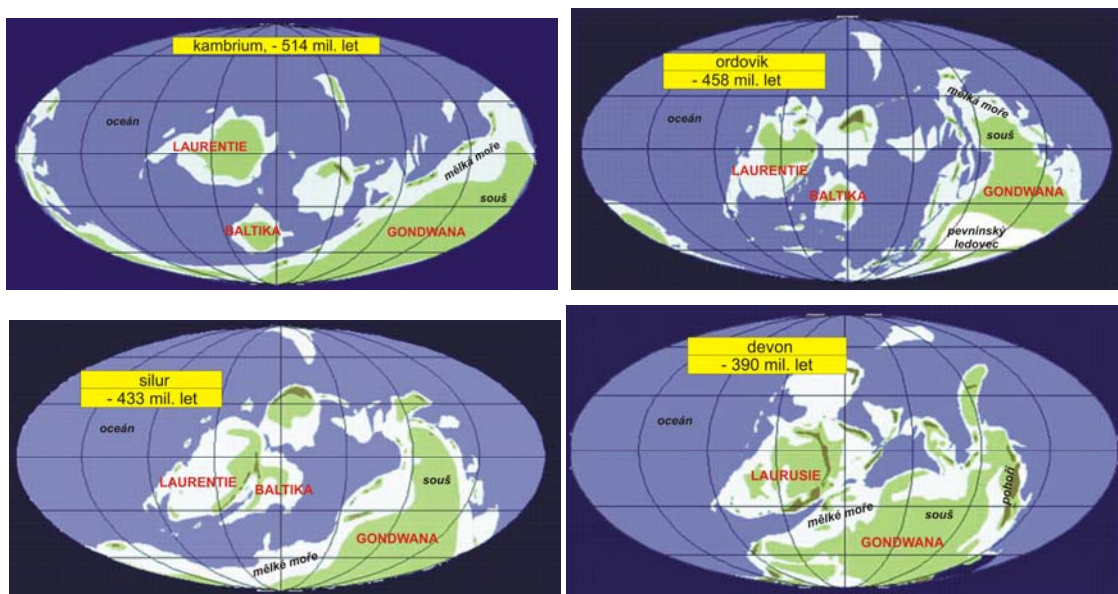 kambrium, - 514 mil. let
oceán
LAURENTIE
mělké moře
souš
BALTIKA
GONDWANA
ordovik
- 458 mil. let
oceán
mělká moře
souš
LAURENTIE
BALTIKA
GONDWANA
pevninský
ledovec
silur
- 433 mil. let
oceán
LAURENTIE
BALTIKA
souš
GONDWANA
mělké moře
devon
- 390 mil. let
oceán
LAURUSIE
pohoří
mělké moře
souš
GONDWANA